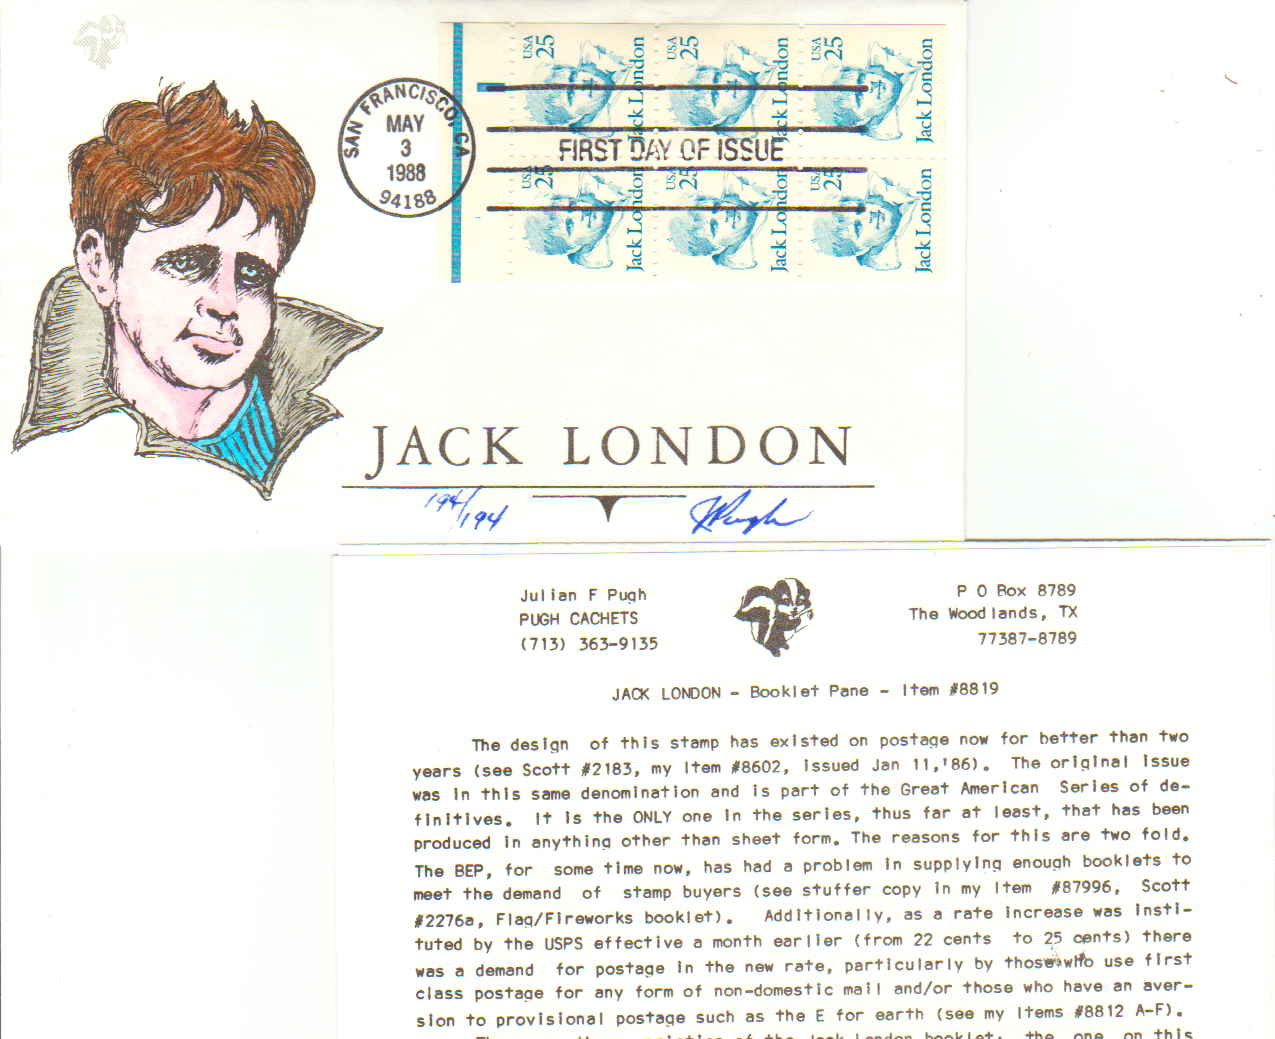 SAN FRANCISCO, CA
MAY
3
1988
94188
USA 25 Jack London
USA 25 Jack London
USA 25 Jack London
FIRST DAY OF ISSUE
USA 25 Jack London
USA 25 Jack London
USA 25 Jack London
JACK LONDON
194/194
JPugh
Julian F Pugh
PUGH CACHETS
(713) 363-9135
P O Box 8789
The Woodlands, TX
77387-8789
JACK LONDON - Booklet Pane - Item #8819
The design of this stamp has existed on postage now for better than two
years (see Scott #2183, my Item #8602, issued Jan 11,'86). The original issue
was in this same denomination and is part of the Great American Series of de-
finitives. It is the ONLY one in the series, thus far at least, that has been
produced in anything other than sheet form. The reasons for this are two fold.
The BEP, for some time now, has had a problem in supplying enough booklets to
meet the demand of stamp buyers (see stuffer copy in my Item #87996, Scott
#2276a, Flag/Fireworks booklet). Additionally, as a rate increase was insti-
tuted by the USPS effective a month earlier (from 22 cents to 25 cents) there
was a demand for postage in the new rate, particularly by those who use first
class postage for any form of non-domestic mail and/or those who have an aver-
sion to provisional postage such as the E for earth (see my Items #8812 A-F).
of the Jack London booklet; the one on this